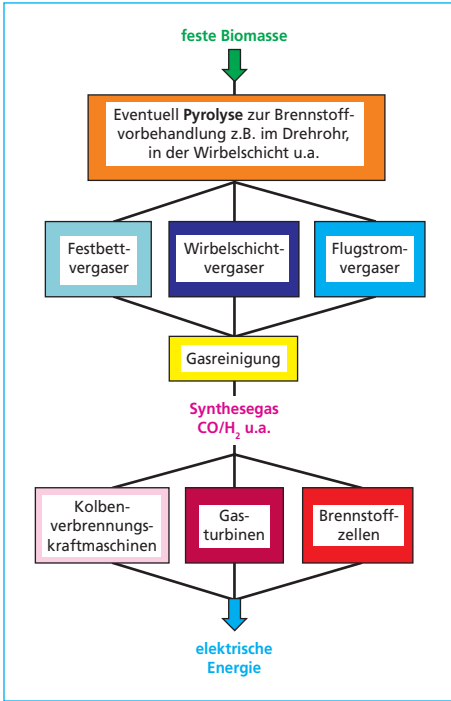 feste Biomasse
Eventuell Pyrolyse zur Brennstoff-
vorbehandlung z.B. im Drehrohr,
in der Wirbelschicht u.a.
Festbett-
vergaser
Wirbelschicht-
vergaser
Flugstrom-
vergaser
Gasreinigung
Synthesegas
CO/H₂ u.a.
Kolben-
verbrennungs-
kraftmaschinen
Gas-
turbinen
Brennstoff-
zellen
elektrische
Energie